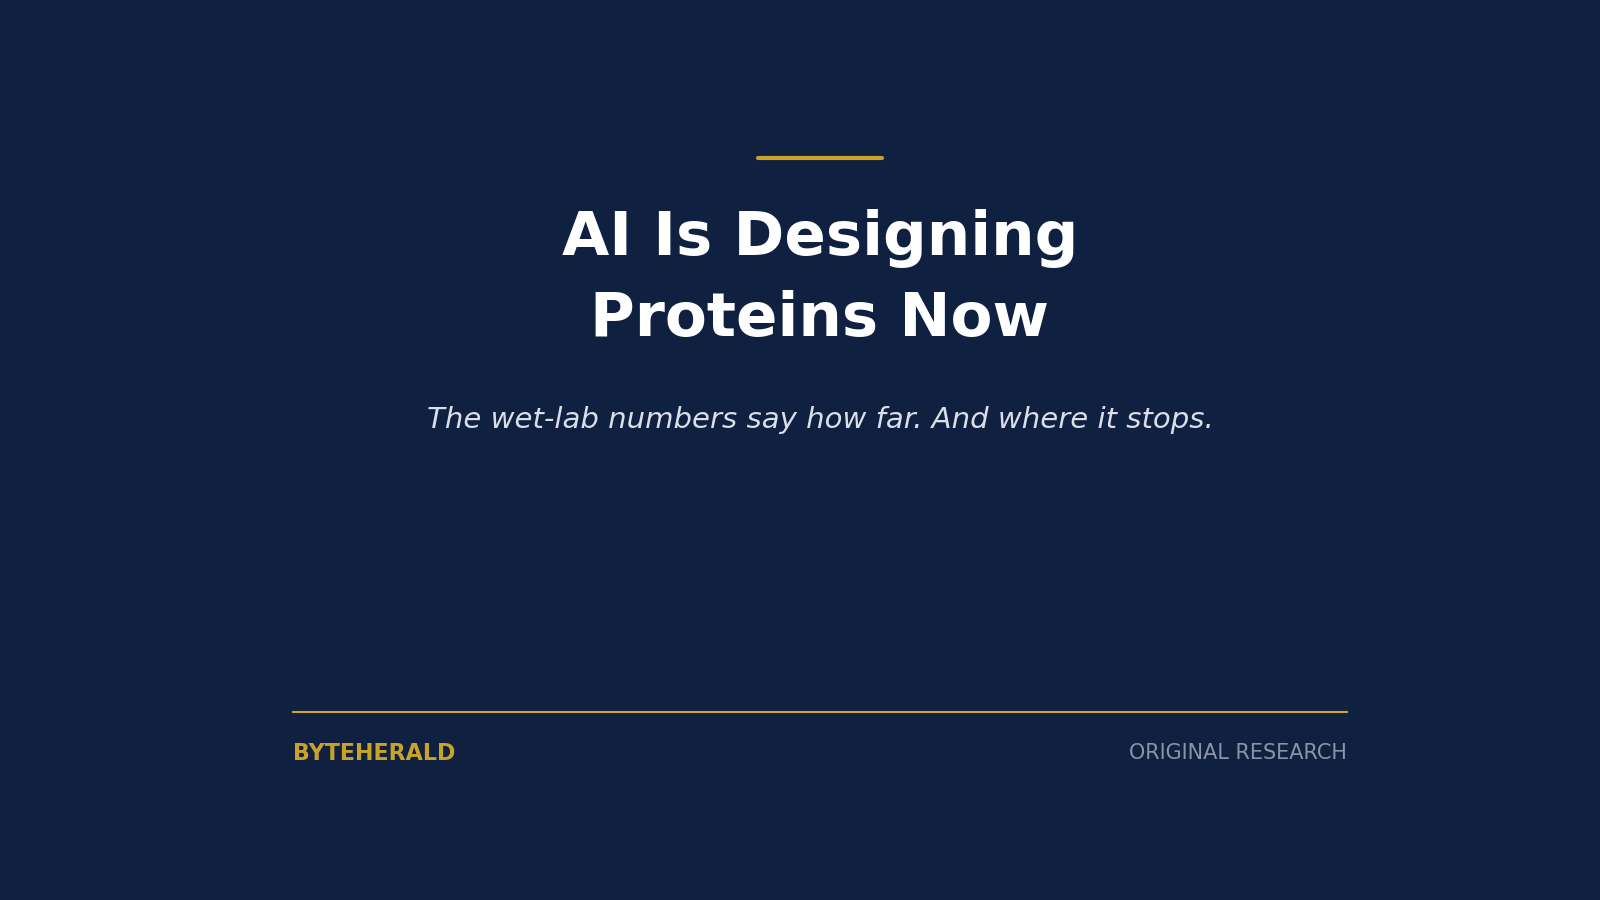 AI Is Designing
Proteins Now
The wet-lab numbers say how far. And where it stops.
BYTEHERALD
ORIGINAL RESEARCH